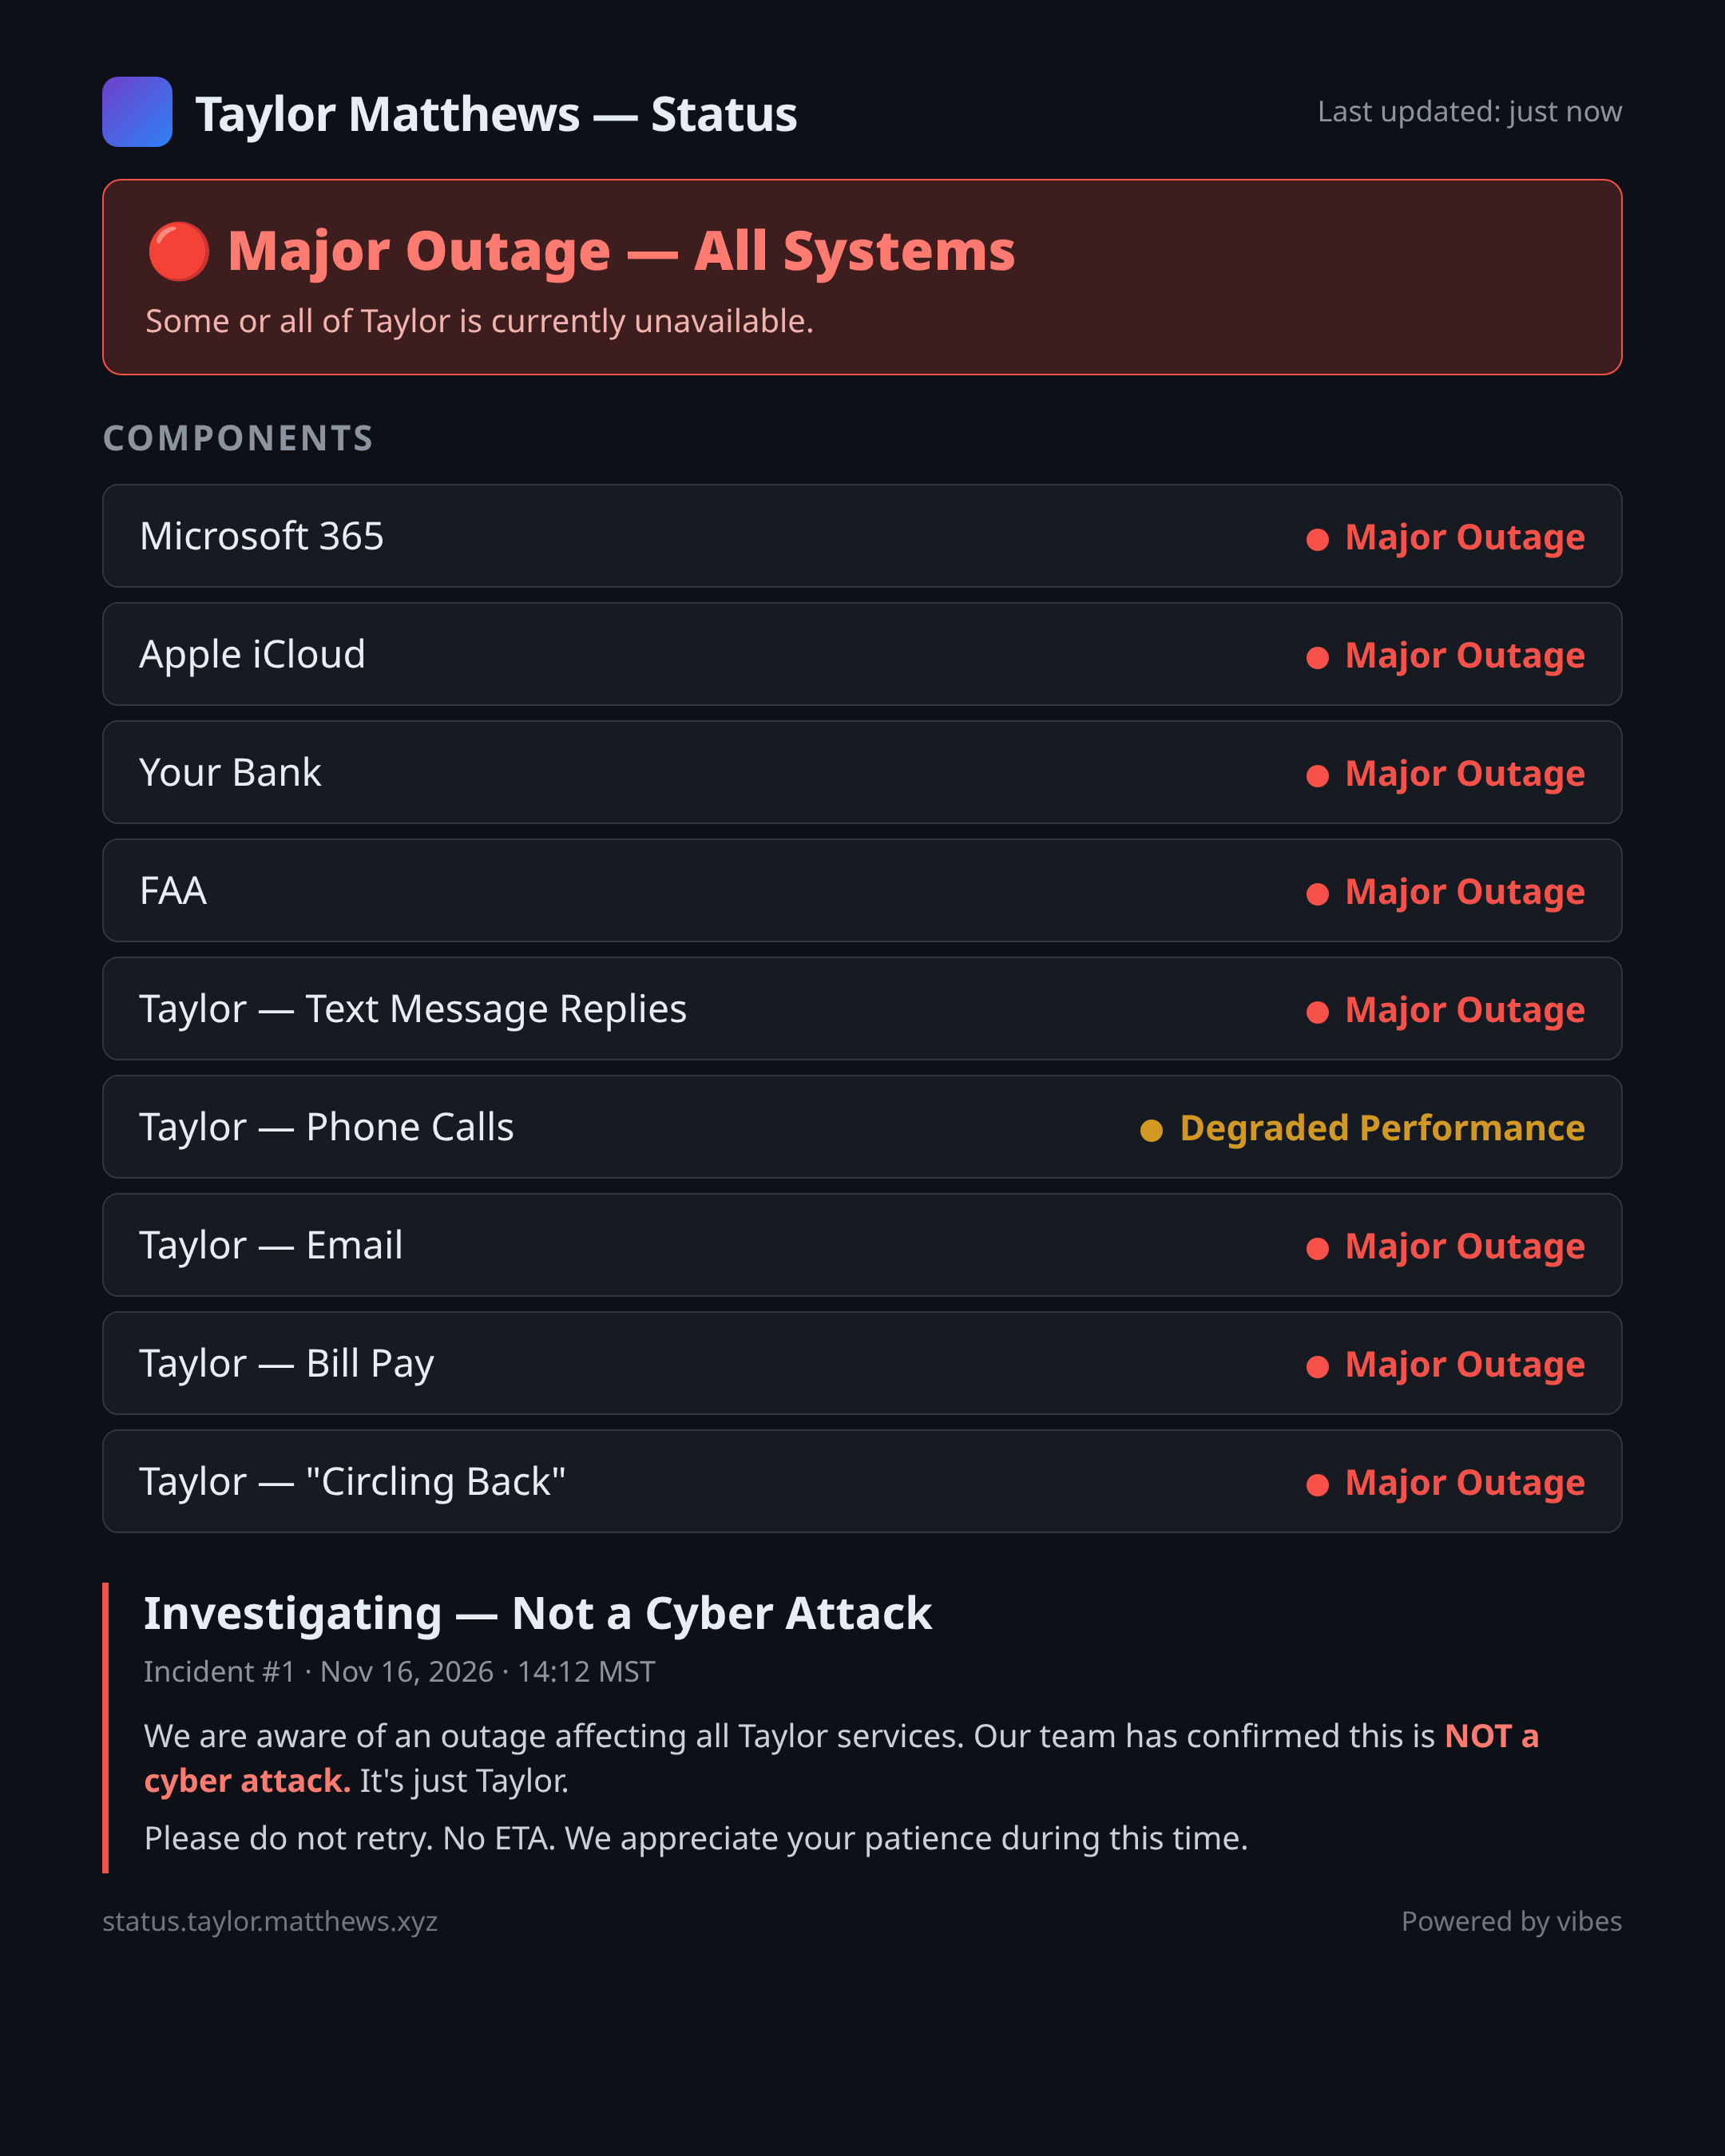 Taylor Matthews — Status
Last updated: just now
🔴 Major Outage — All Systems
Some or all of Taylor is currently unavailable.
COMPONENTS
Microsoft 365
● Major Outage
Apple iCloud
● Major Outage
Your Bank
● Major Outage
FAA
● Major Outage
Taylor — Text Message Replies
● Major Outage
Taylor — Phone Calls
● Degraded Performance
Taylor — Email
● Major Outage
Taylor — Bill Pay
● Major Outage
Taylor — "Circling Back"
● Major Outage
Investigating — Not a Cyber Attack
Incident #1 · Nov 16, 2026 · 14:12 MST
We are aware of an outage affecting all Taylor services. Our team has confirmed this is NOT a
cyber attack. It's just Taylor.
Please do not retry. No ETA. We appreciate your patience during this time.
status.taylor.matthews.xyz
Powered by vibes